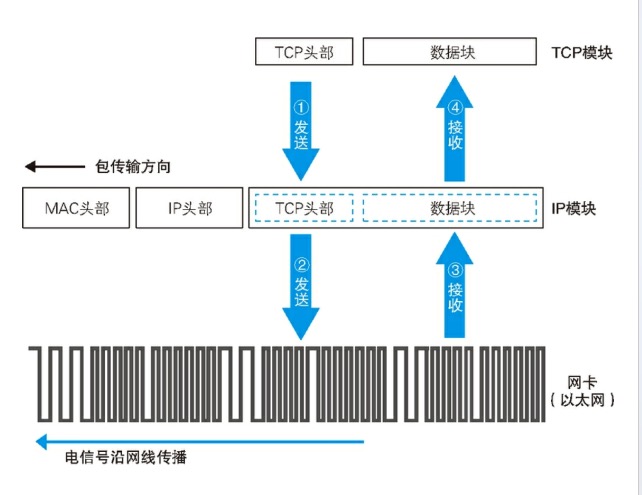 TCP头部 数据块 TCP模块
①发送 ④接收
包传输方向
MAC头部 IP头部 TCP头部 数据块 IP模块
②发送 ③接收
网卡
（以太网）
电信号沿网线传播